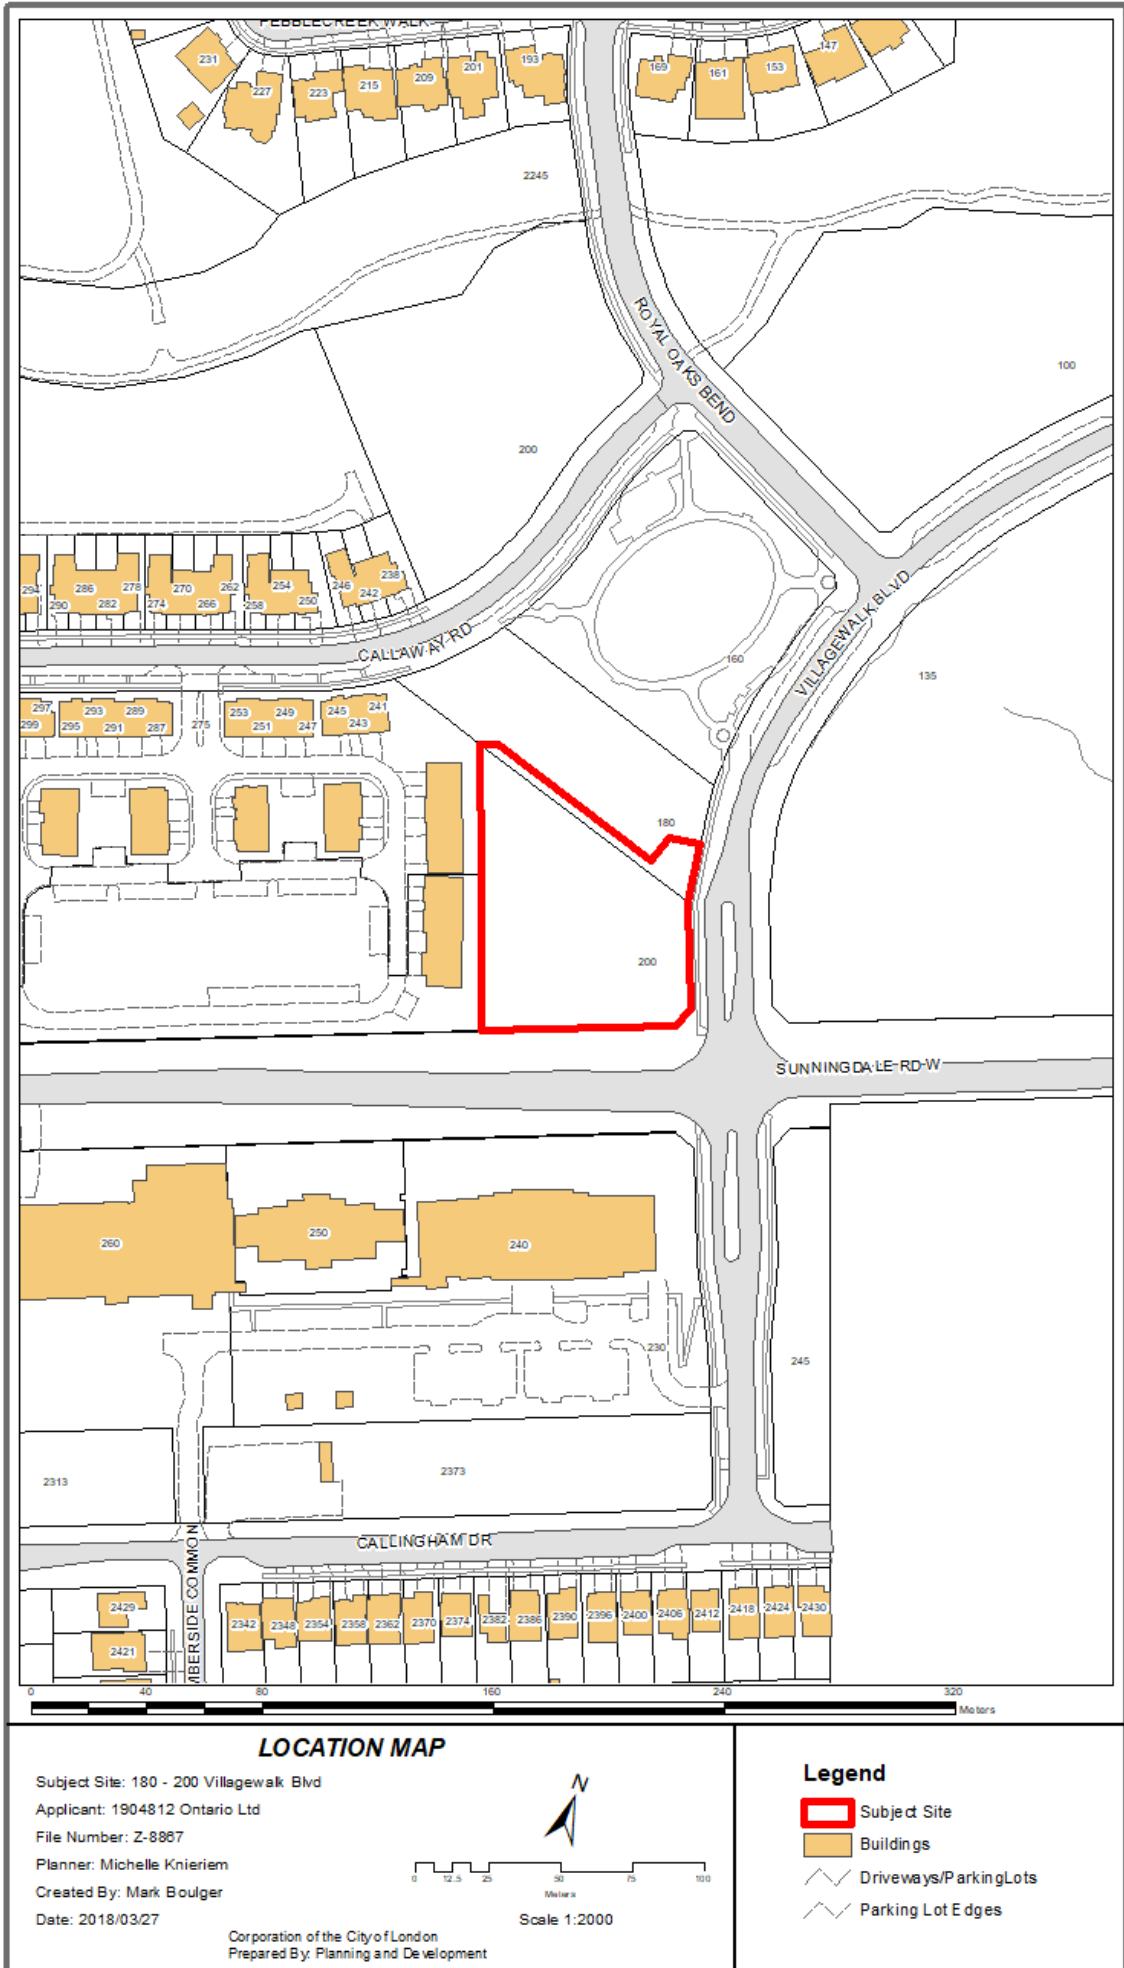 PEBBLECREEK WALK
231
227
223
215
209
201
193
169
161
153
147
2245
ROYAL OAKS BEND
100
200
294
290
286
282
278
274
270
266
262
258
254
250
246
242
238
CALLAWAY RD
VILLAGEWALK BLVD
160
135
299
297
295
293
291
289
287
275
253
251
249
247
245
243
241
180
200
SUNNINGDALE RD W
260
250
240
230
245
2313
2373
CALLINGHAM DR
MBERSIDE COMMON
2429
2421
2342
2348
2354
2358
2362
2370
2374
2382
2386
2390
2396
2400
2406
2412
2418
2424
2430
0 40 80 160 240 320
Meters
LOCATION MAP
Subject Site: 180 - 200 Villagewalk Blvd
Applicant: 1904812 Ontario Ltd
File Number: Z-8867
Planner: Michelle Knieriem
Created By: Mark Boulger
Date: 2018/03/27
N
0 12.5 25 50 75 100
Meters
Scale 1:2000
Corporation of the City of London
Prepared By: Planning and Development
Legend
Subject Site
Buildings
Driveways/ParkingLots
Parking Lot Edges